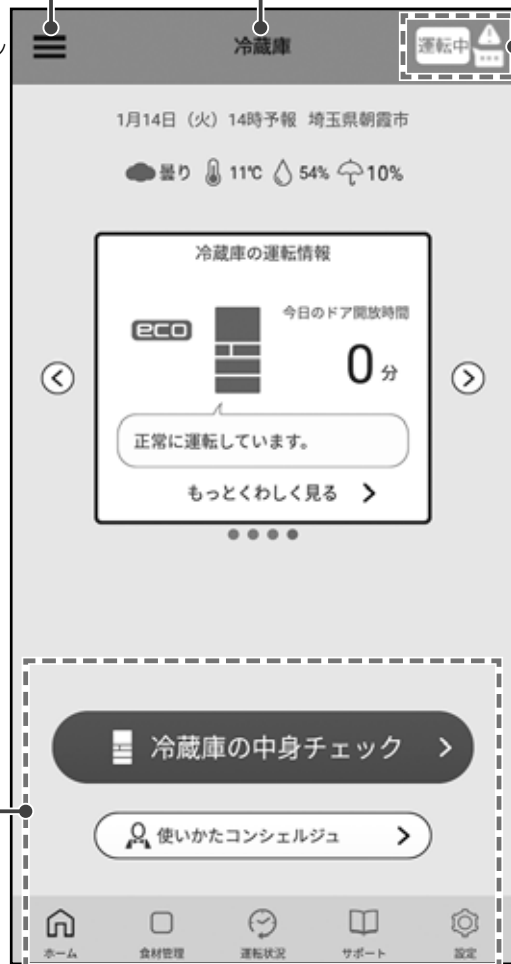 冷蔵庫
運転中
1月14日（火）14時予報 埼玉県朝霞市
曇り 11℃ 54% 10%
冷蔵庫の運転情報
eco
今日のドア開放時間
0分
正常に運転しています。
もっとくわしく見る
冷蔵庫の中身チェック
使いかたコンシェルジュ
ホーム 食材管理 運転状況 サポート 設定